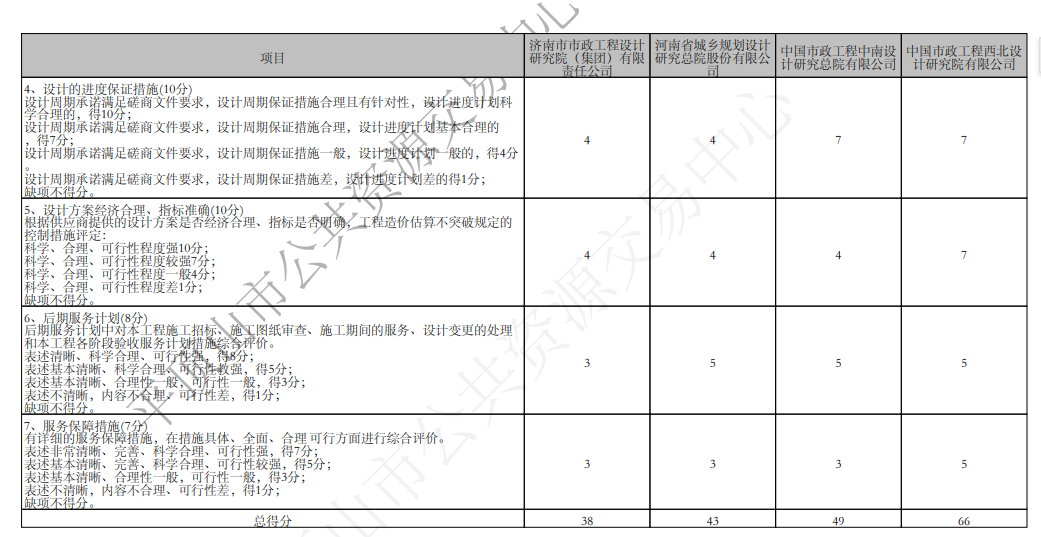 项目
济南市市政工程设计
研究院（集团）有限
责任公司
河南省城乡规划设计
研究总院股份有限公
司
中国市政工程中南设
计研究总院有限公司
中国市政工程西北设
计研究院有限公司
4、设计的进度保证措施(10分)
设计周期承诺满足磋商文件要求，设计周期保证措施合理且有针对性，设计进度计划科
学合理的，得10分；
设计周期承诺满足磋商文件要求，设计周期保证措施合理，设计进度计划基本合理的
，得7分；
设计周期承诺满足磋商文件要求，设计周期保证措施一般，设计进度计划一般的，得4分
。
设计周期承诺满足磋商文件要求，设计周期保证措施差，设计进度计划差的得1分；
缺项不得分。
4
4
7
7
5、设计方案经济合理、指标准确(10分)
根据供应商提供的设计方案是否经济合理、指标是否明确，工程造价估算不突破规定的
控制措施评定：
科学、合理、可行性程度强10分；
科学、合理、可行性程度较强7分；
科学、合理、可行性程度一般4分；
科学、合理、可行性程度差1分；
缺项不得分。
4
4
4
7
6、后期服务计划(8分)
后期服务计划中对本工程施工招标、施工图纸审查、施工期间的服务、设计变更的处理
和本工程各阶段验收服务计划措施综合评价。
表述清晰、科学合理、可行性强，得8分；
表述基本清晰、科学合理、可行性教强，得5分；
表述基本清晰、合理性一般，可行性一般，得3分；
表述不清晰，内容不合理、可行性差，得1分；
缺项不得分。
3
5
5
5
7、服务保障措施(7分)
有详细的服务保障措施，在措施具体、全面、合理 可行方面进行综合评价。
表述非常清晰、完善、科学合理、可行性强，得7分；
表述基本清晰、完善、科学合理、可行性较强，得5分；
表述基本清晰、合理性一般，可行性一般，得3分；
表述不清晰，内容不合理、可行性差，得1分；
缺项不得分。
3
3
3
5
总得分
38
43
49
66
平顶山市公共资源交易中心
山市公共资源交易中心